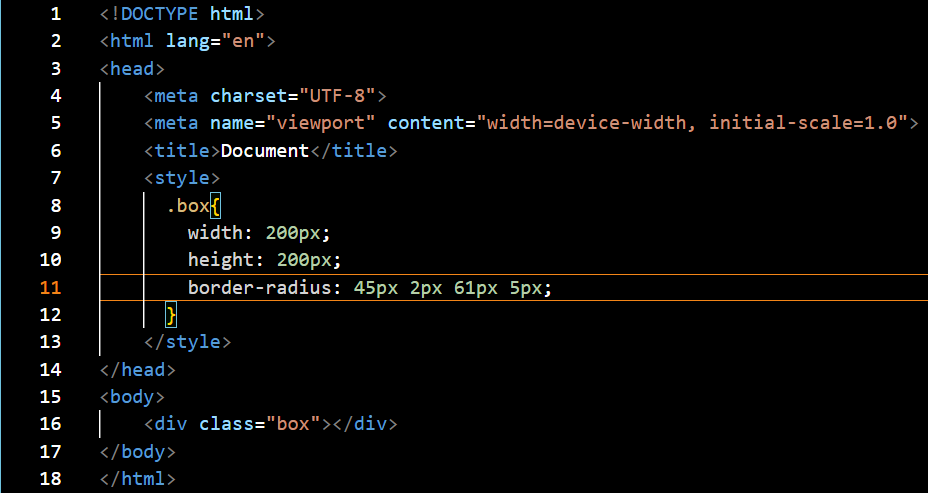 1 <!DOCTYPE html>
2 <html lang="en">
3 <head>
4     <meta charset="UTF-8">
5     <meta name="viewport" content="width=device-width, initial-scale=1.0">
6     <title>Document</title>
7     <style>
8       .box{
9         width: 200px;
10         height: 200px;
11         border-radius: 45px 2px 61px 5px;
12       }
13     </style>
14 </head>
15 <body>
16     <div class="box"></div>
17 </body>
18 </html>